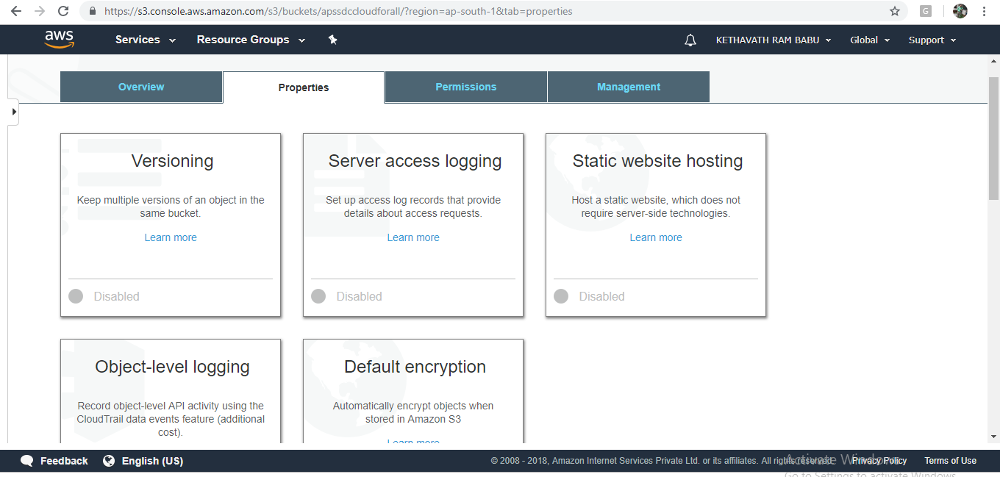 https://s3.console.aws.amazon.com/s3/buckets/apssdccloudforall/?region=ap-south-1&tab=properties
G
aws Services Resource Groups KETHAVATH RAM BABU Global Support
Overview Properties Permissions Management
Versioning
Keep multiple versions of an object in the
same bucket.
Learn more
Disabled
Server access logging
Set up access log records that provide
details about access requests.
Learn more
Disabled
Static website hosting
Host a static website, which does not
require server-side technologies.
Learn more
Disabled
Object-level logging
Record object-level API activity using the
CloudTrail data events feature (additional
cost).
Default encryption
Automatically encrypt objects when
stored in Amazon S3
Learn more
Feedback English (US) © 2008 - 2018, Amazon Internet Services Private Ltd. or its affiliates. All rights reserved. Privacy Policy Terms of Use
Activate Windows
Go to Settings to activate Windows.